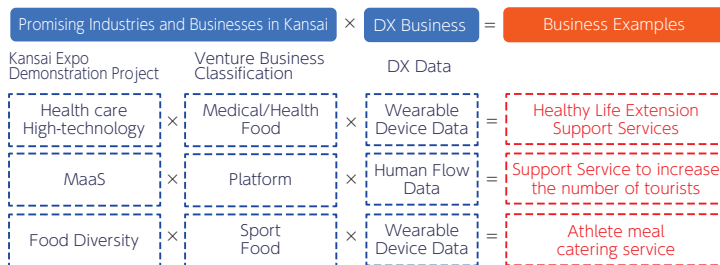 Promising Industries and Businesses in Kansai × DX Business = Business Examples
Kansai Expo
Demonstration Project
Venture Business
Classification
DX Data
Health care
High-technology
×
Medical/Health
Food
×
Wearable
Device Data
=
Healthy Life Extension
Support Services
MaaS
×
Platform
×
Human Flow
Data
=
Support Service to increase
the number of tourists
Food Diversity
×
Sport
Food
×
Wearable
Device Data
=
Athlete meal
catering service